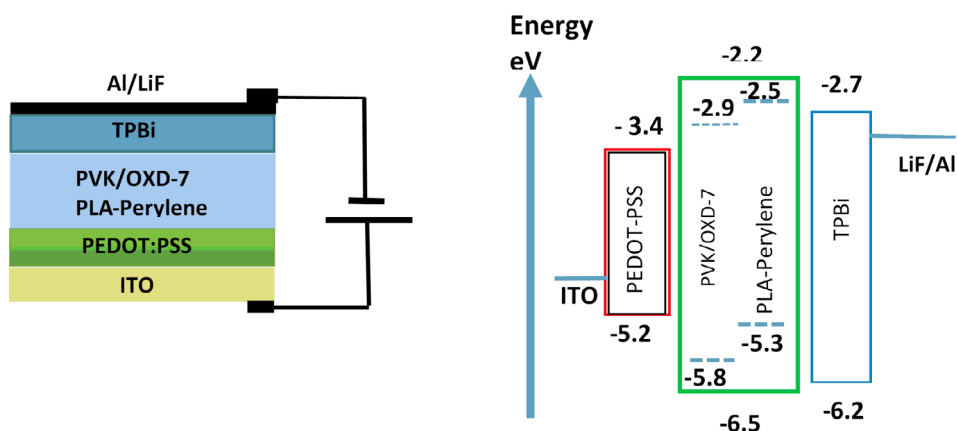 Al/LiF
TPBi
PVK/OXD-7
PLA-Perylene
PEDOT:PSS
ITO
Energy
eV
-2.2
-2.5
-2.7
-2.9
- 3.4
LiF/Al
PEDOT-PSS
PVK/OXD-7
PLA-Perylene
TPBi
ITO
-5.2
-5.3
-5.8
-6.2
-6.5